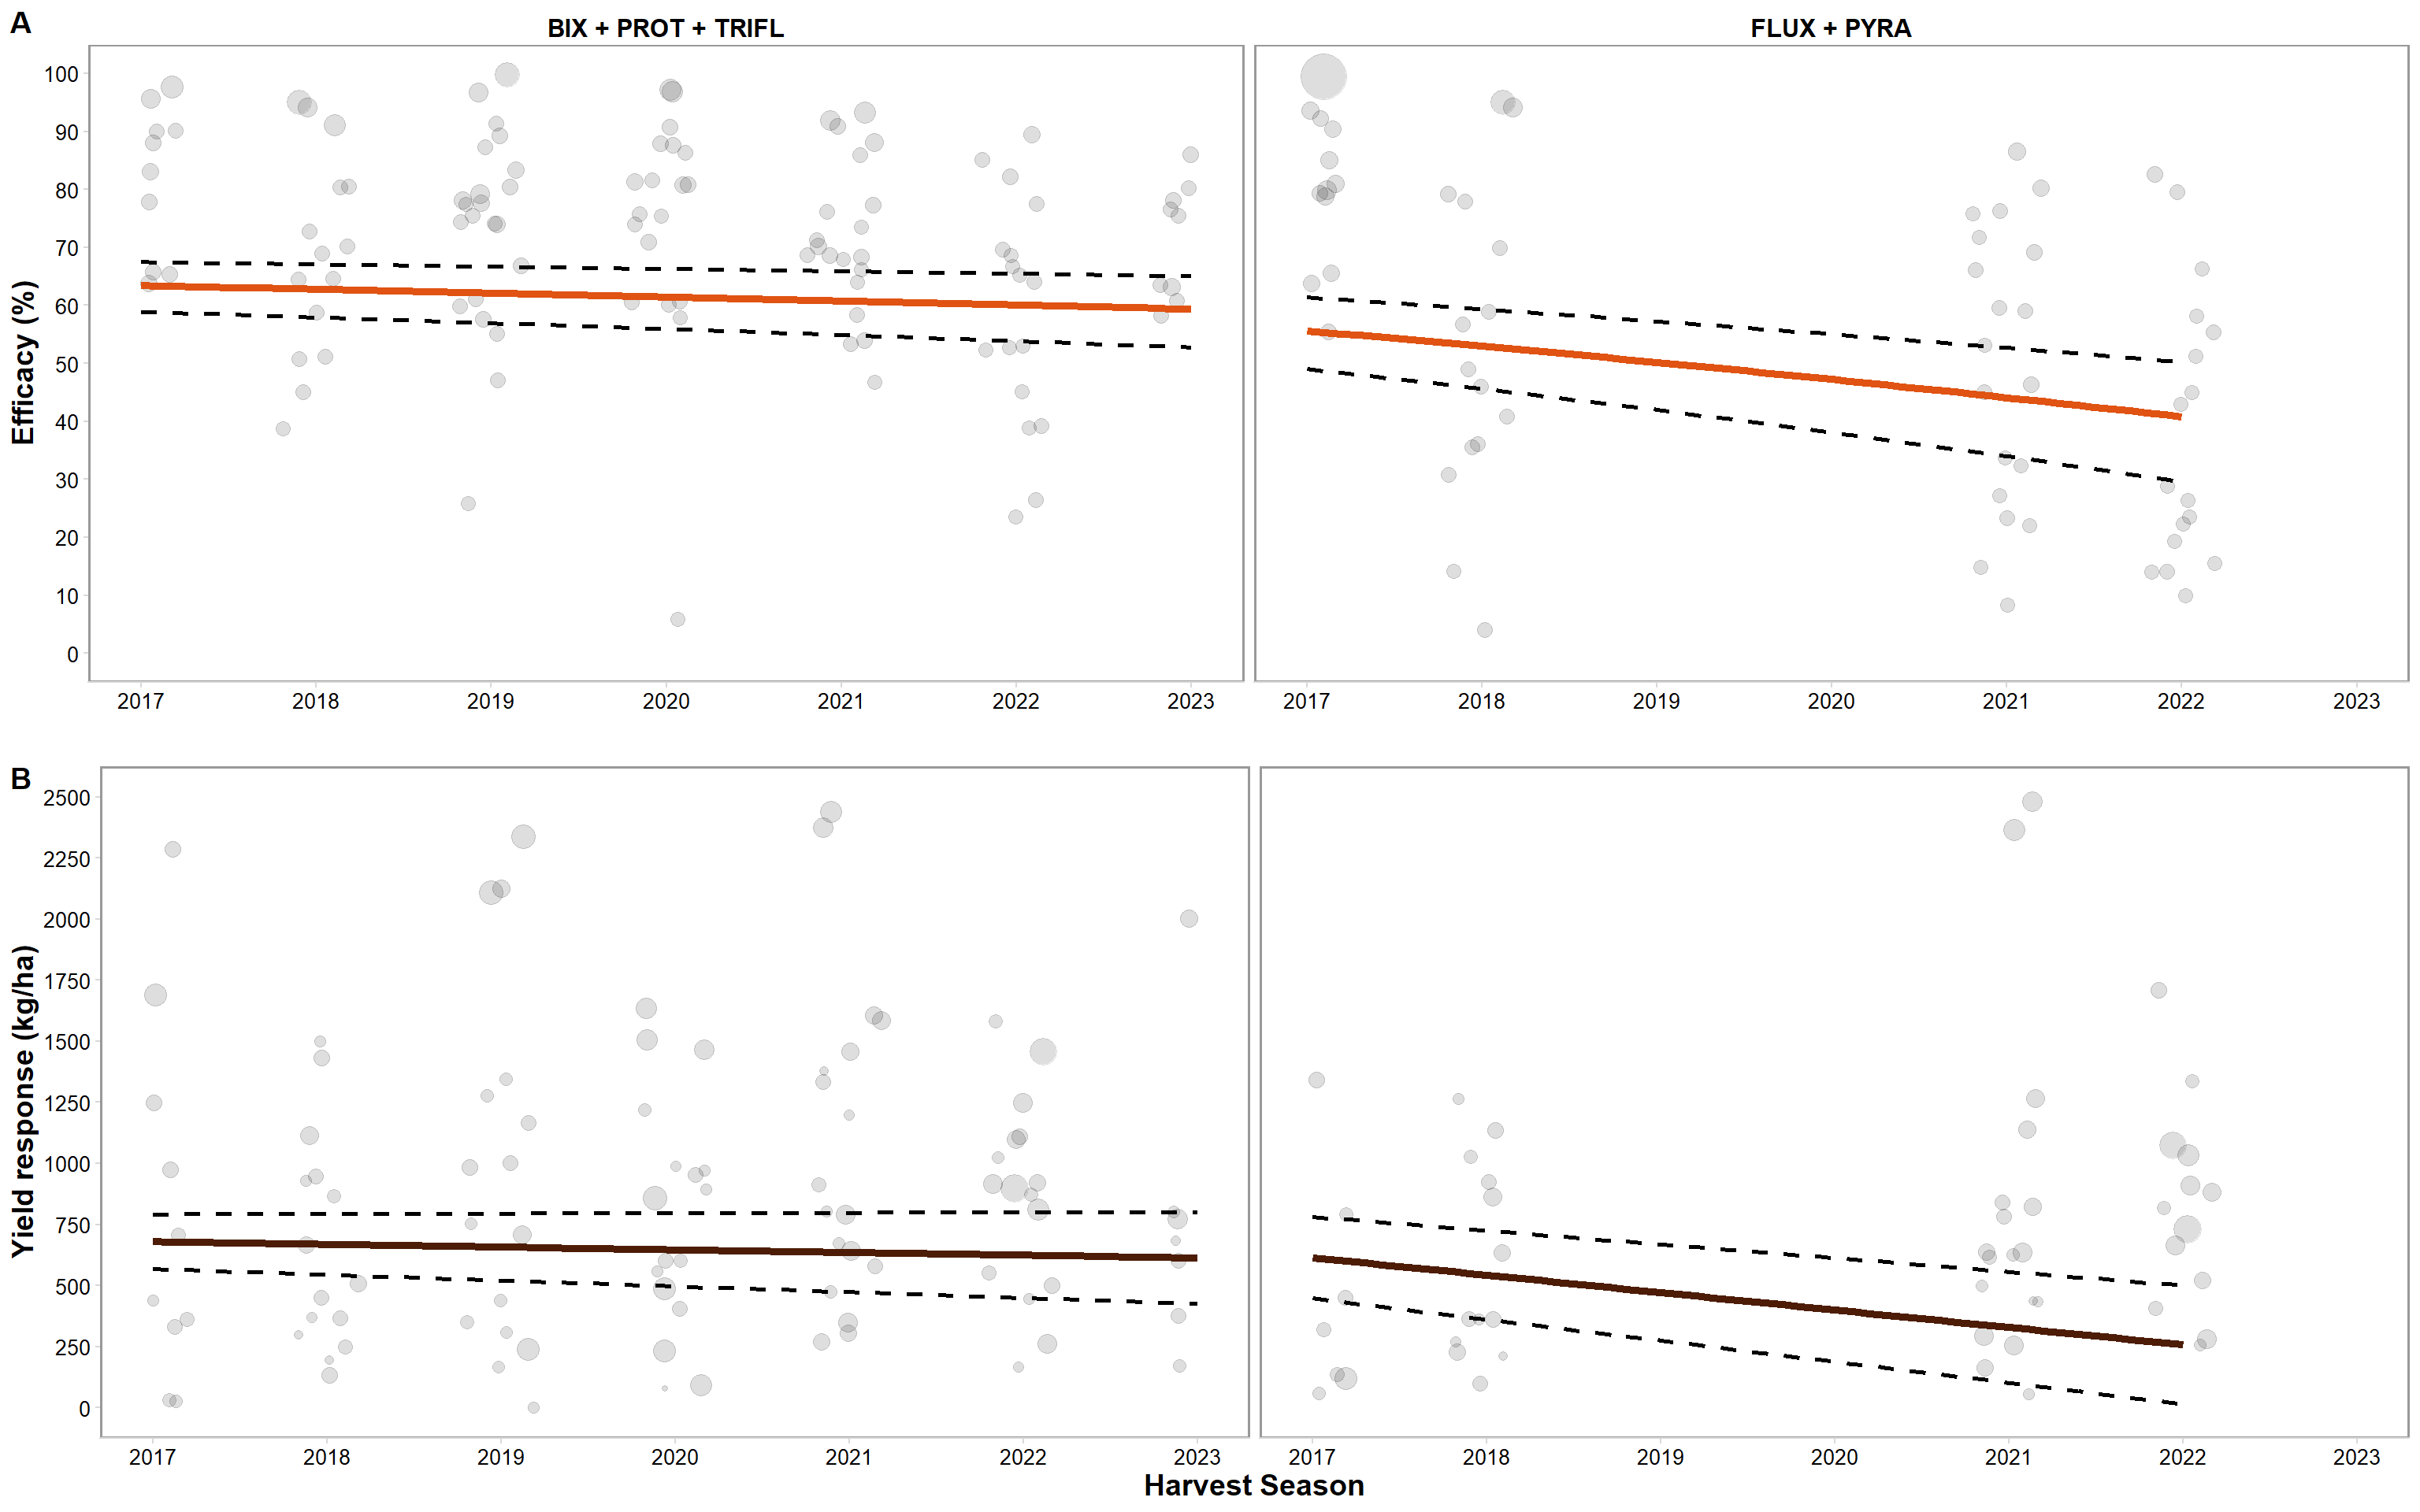 A
BIX + PROT + TRIFL
FLUX + PYRA
Efficacy (%)
100
90
80
70
60
50
40
30
20
10
0
2017 2018 2019 2020 2021 2022 2023
2017 2018 2019 2020 2021 2022 2023
B
Yield response (kg/ha)
2500
2250
2000
1750
1500
1250
1000
750
500
250
0
2017 2018 2019 2020 2021 2022 2023
2017 2018 2019 2020 2021 2022 2023
Harvest Season